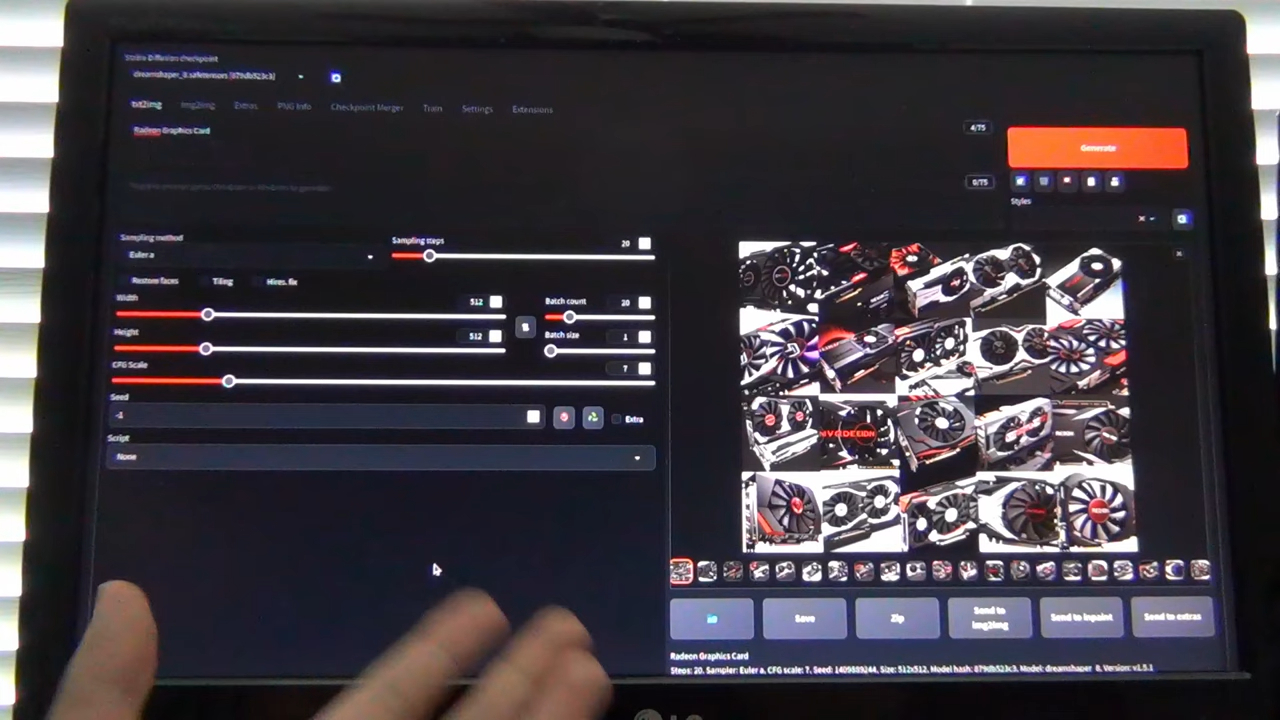 Stable Diffusion checkpoint
dreamshaper_8.safetensors [879db523c3]
txt2img img2img Extras PNG Info Checkpoint Merger Train Settings Extensions
Radeon Graphics Card
4/75
Generate
0/75
Styles
Sampling method
Euler a
Sampling steps
20
Restore faces Tiling Hires. fix
Width
512
Batch count
20
Height
512
Batch size
1
CFG Scale
7
Seed
-1
Extra
Script
None
Save Zip Send to img2img Send to inpaint Send to extras
Radeon Graphics Card
Steps: 20, Sampler: Euler a, CFG scale: 7, Seed: 1409889244, Size: 512x512, Model hash: 879db523c3, Model: dreamshaper_8, Version: v1.5.1
LG